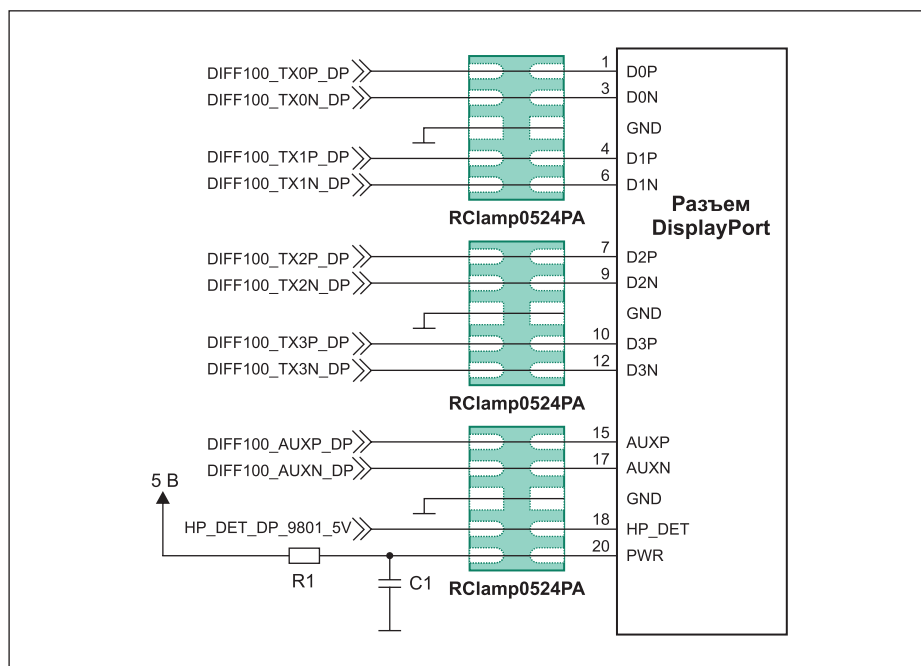 DIFF100_TX0P_DP 1 D0P
DIFF100_TX0N_DP 3 D0N
GND
DIFF100_TX1P_DP 4 D1P
DIFF100_TX1N_DP 6 D1N
RClamp0524PA
Разъем
DisplayPort
DIFF100_TX2P_DP 7 D2P
DIFF100_TX2N_DP 9 D2N
GND
DIFF100_TX3P_DP 10 D3P
DIFF100_TX3N_DP 12 D3N
RClamp0524PA
DIFF100_AUXP_DP 15 AUXP
DIFF100_AUXN_DP 17 AUXN
5 В
GND
HP_DET_DP_9801_5V 18 HP_DET
20 PWR
R1
C1
RClamp0524PA